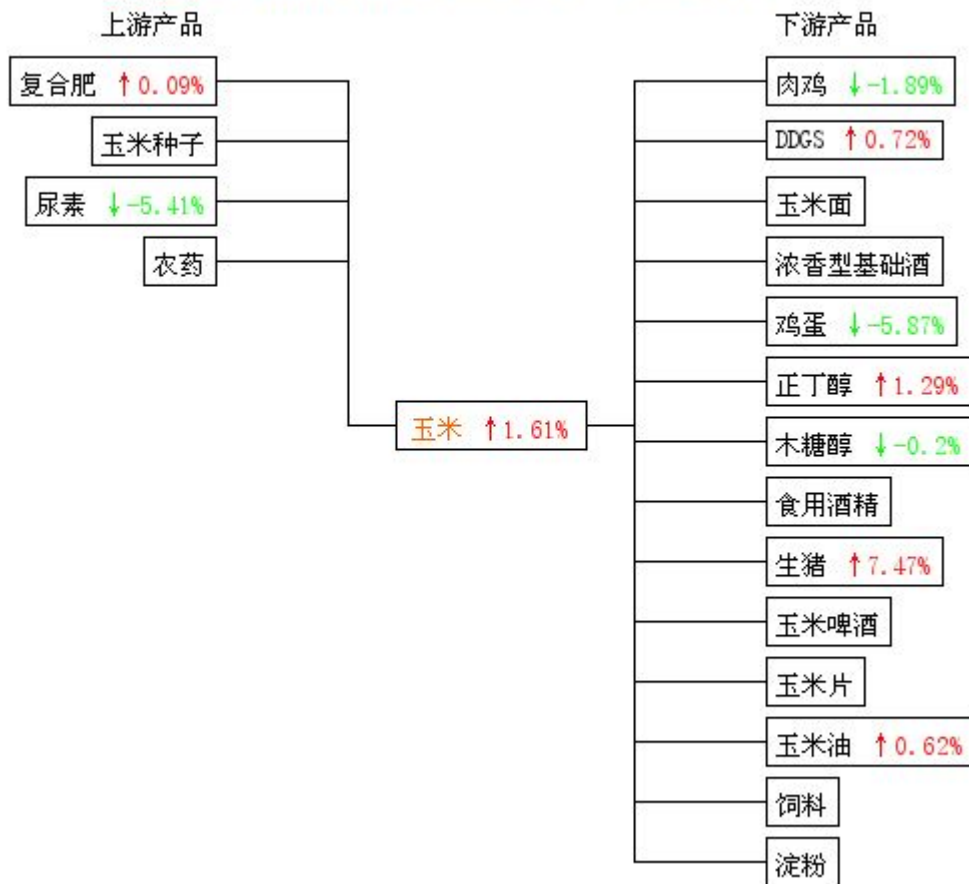 上游产品
复合肥 ↑0.09%
玉米种子
尿素 ↓-5.41%
农药
玉米 ↑1.61%
下游产品
肉鸡 ↓-1.89%
DDGS ↑0.72%
玉米面
浓香型基础酒
鸡蛋 ↓-5.87%
正丁醇 ↑1.29%
木糖醇 ↓-0.2%
食用酒精
生猪 ↑7.47%
玉米啤酒
玉米片
玉米油 ↑0.62%
饲料
淀粉